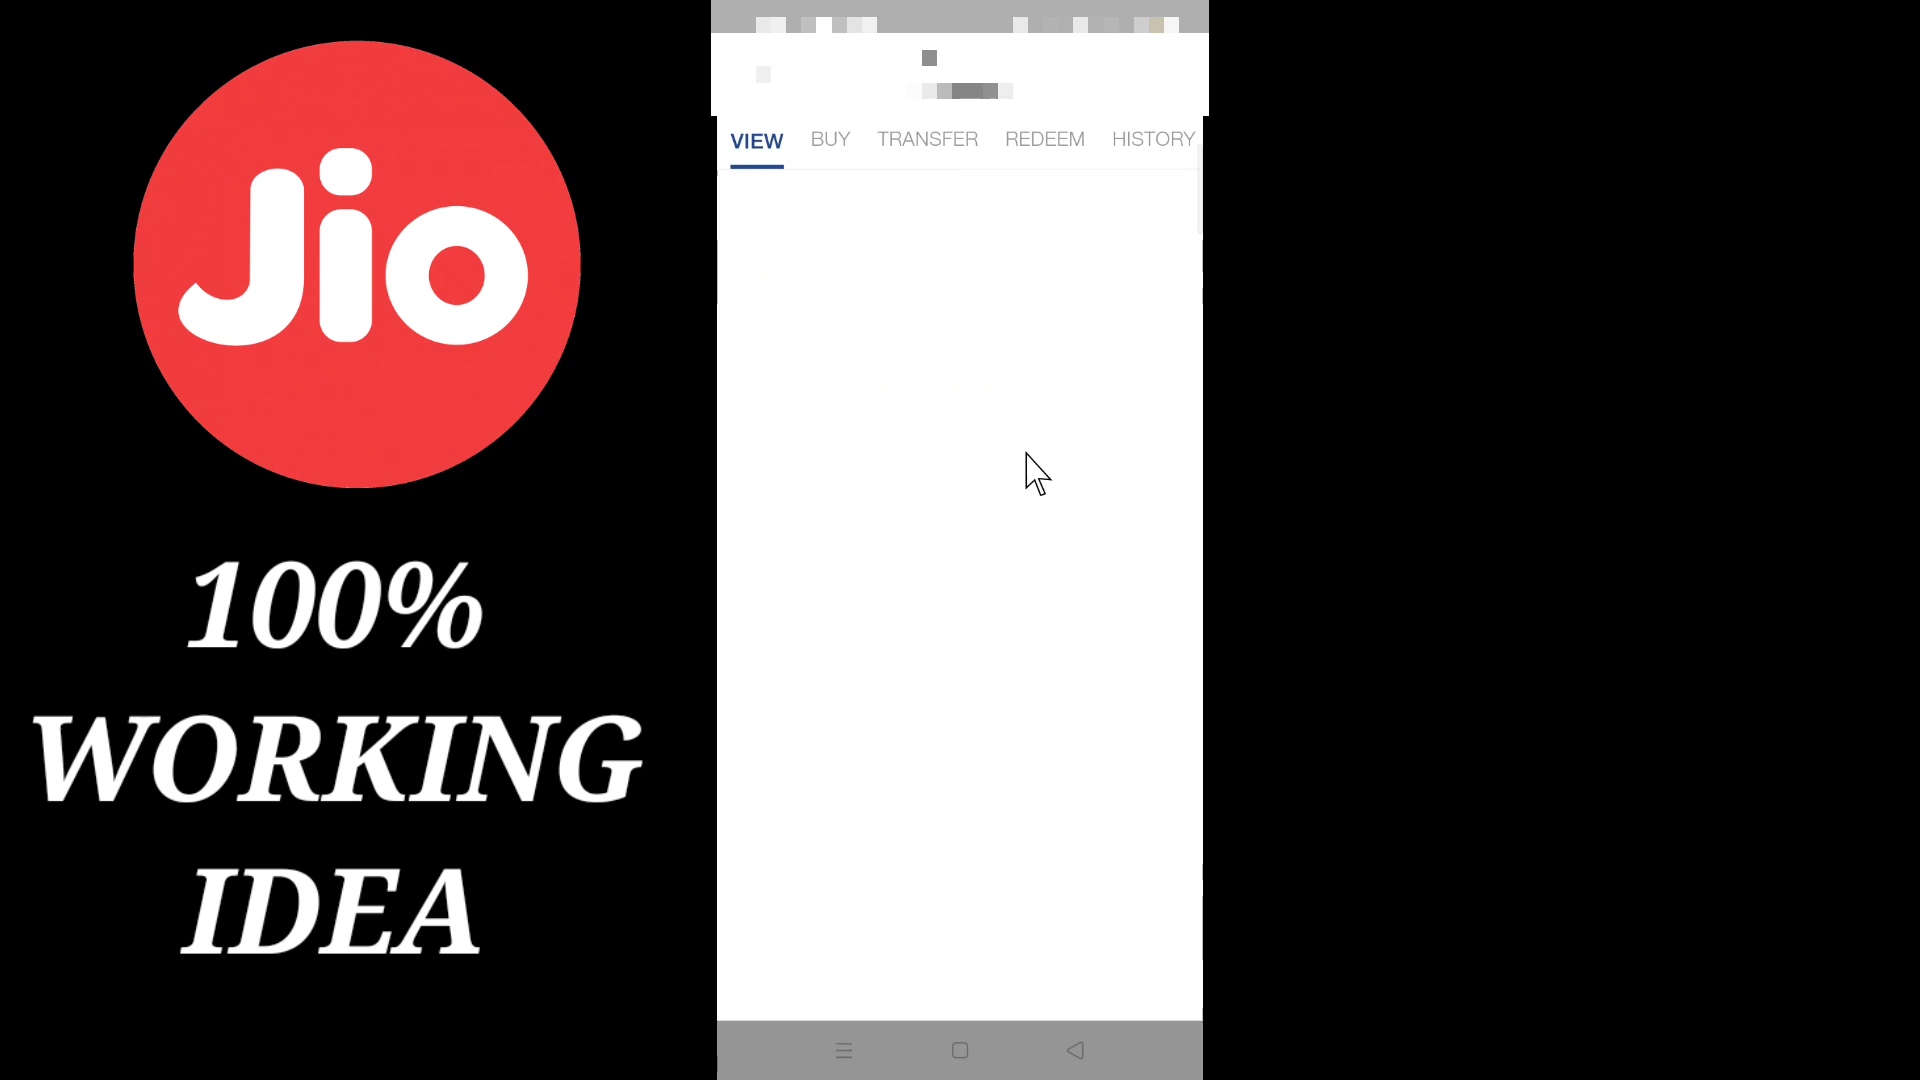 Jio
100%
WORKING
IDEA
VIEW BUY TRANSFER REDEEM HISTORY